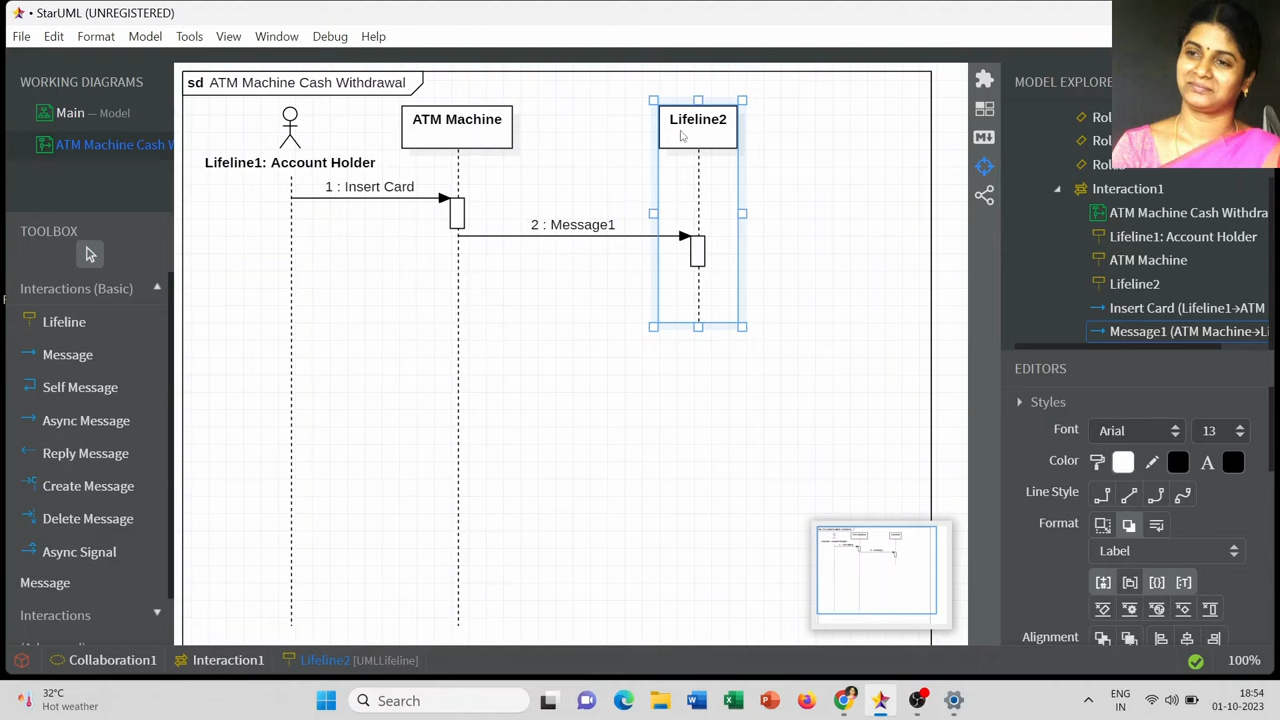 • StarUML (UNREGISTERED)
File Edit Format Model Tools View Window Debug Help
WORKING DIAGRAMS
Main — Model
ATM Machine Cash W
TOOLBOX
Interactions (Basic)
Lifeline
Message
Self Message
Async Message
Reply Message
Create Message
Delete Message
Async Signal
Message
Interactions
sd ATM Machine Cash Withdrawal
ATM Machine
Lifeline2
Lifeline1: Account Holder
1 : Insert Card
2 : Message1
MODEL EXPLORE
Ro
Ro
Role
Interaction1
ATM Machine Cash Withdra
Lifeline1: Account Holder
ATM Machine
Lifeline2
Insert Card (Lifeline1→ATM
Message1 (ATM Machine→Li
EDITORS
Styles
Font Arial 13
Color
Line Style
Format
Label
Alignment
Collaboration1 Interaction1 Lifeline2 [UMLLifeline] 100%
32°C
Hot weather
Search
ENG
IN
18:54
01-10-2023